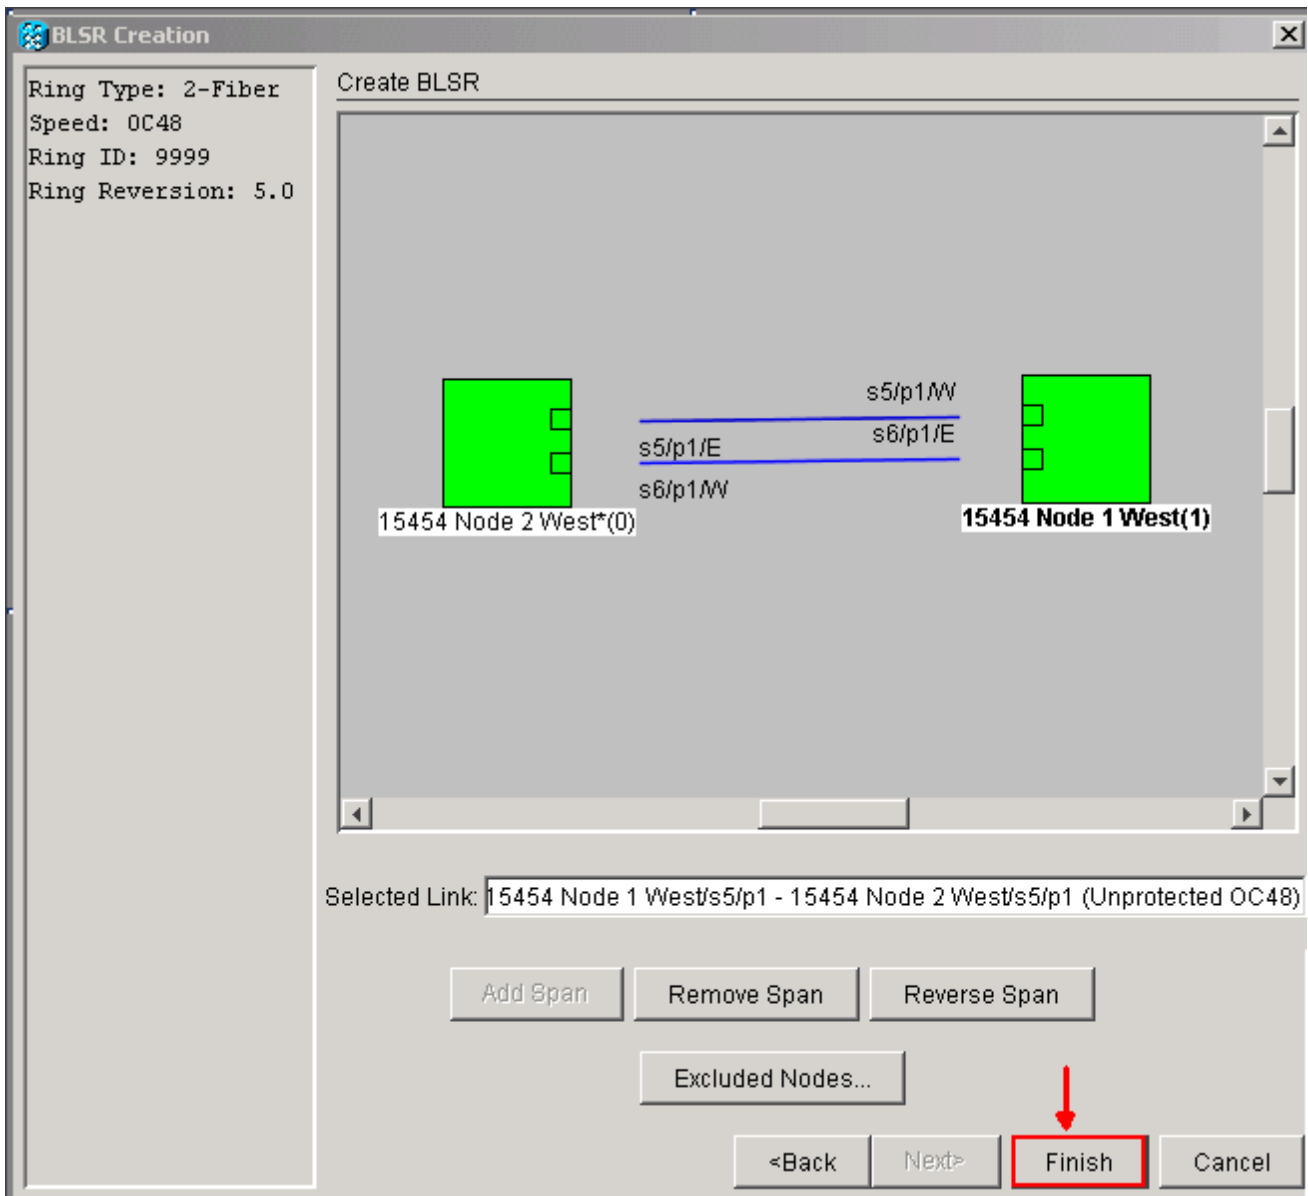 BLSR Creation
Ring Type: 2-Fiber
Speed: OC48
Ring ID: 9999
Ring Reversion: 5.0
Create BLSR
s5/p1/W
s6/p1/E
s5/p1/E
s6/p1/W
15454 Node 2 West*(0)
15454 Node 1 West(1)
Selected Link: 15454 Node 1 West/s5/p1 - 15454 Node 2 West/s5/p1 (Unprotected OC48)
Add Span
Remove Span
Reverse Span
Excluded Nodes...
<Back
Next>
Finish
Cancel